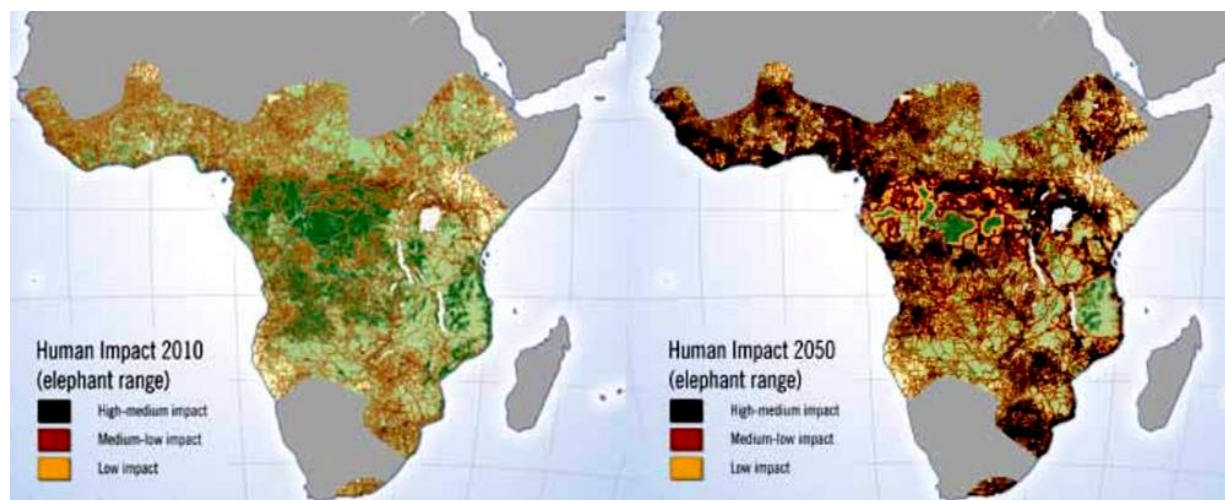 Human Impact 2010
(elephant range)
High-medium impact
Medium-low impact
Low impact
Human Impact 2050
(elephant range)
High-medium impact
Medium-low impact
Low impact